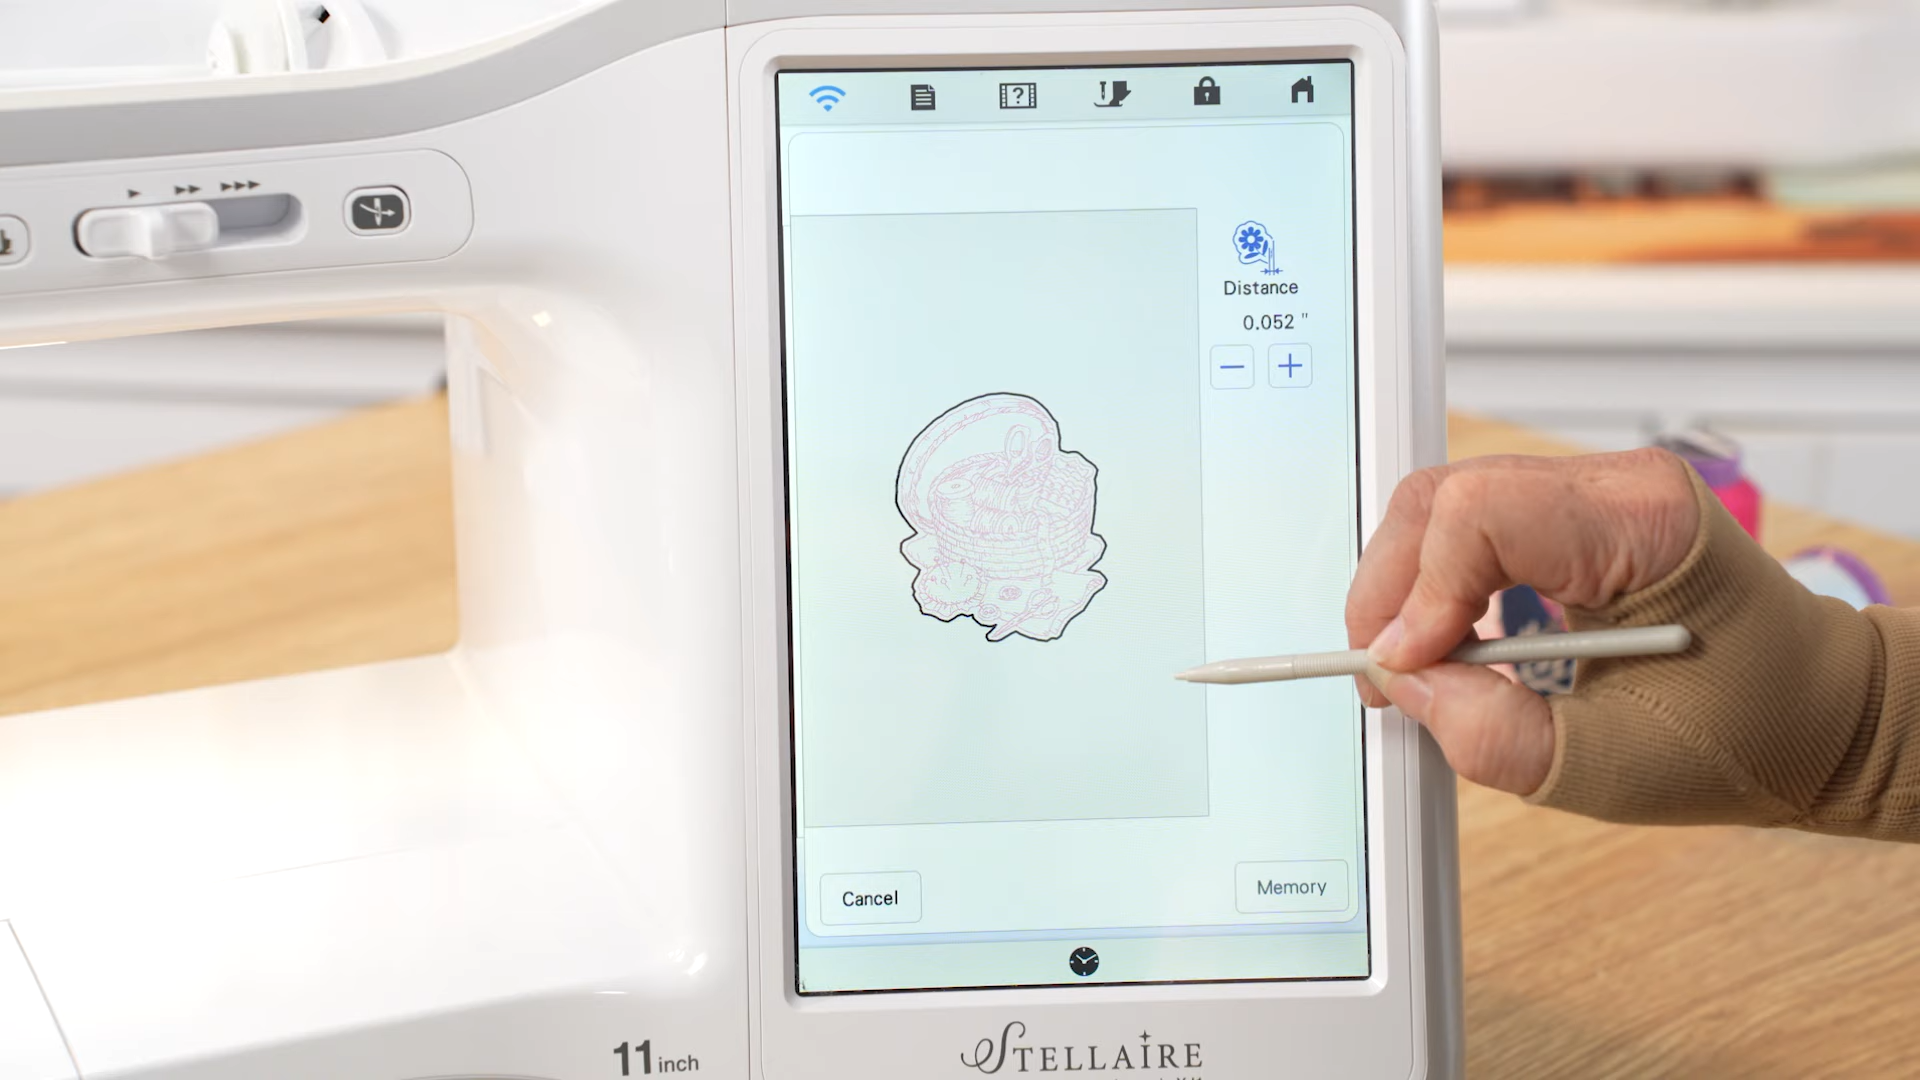 Distance
0.052 "
Cancel
Memory
11 inch
STELLAIRE